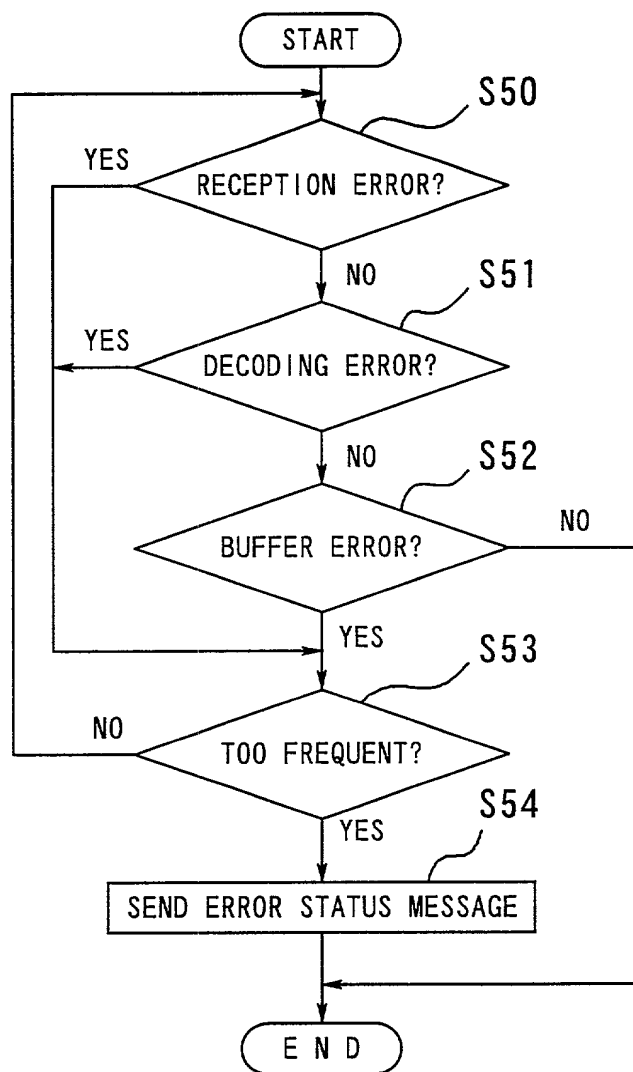 START
S50
YES
RECEPTION ERROR?
NO
S51
YES
DECODING ERROR?
NO
S52
NO
BUFFER ERROR?
YES
S53
NO
TOO FREQUENT?
YES
S54
SEND ERROR STATUS MESSAGE
E N D